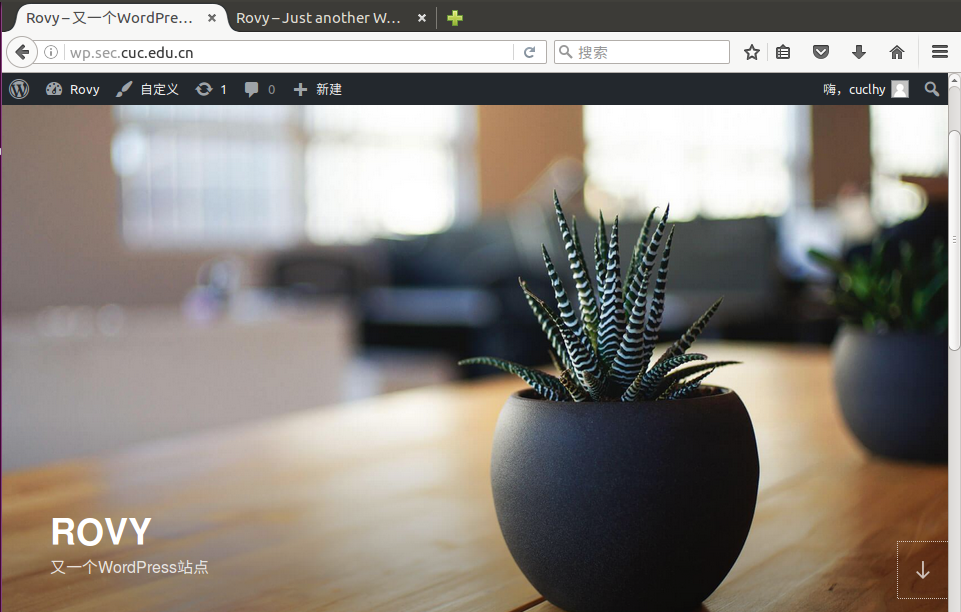 Rovy – 又一个WordPre...
Rovy – Just another W...
wp.sec.cuc.edu.cn
搜索
Rovy
自定义
1
0
新建
嗨，cuclhy
ROVY
又一个WordPress站点